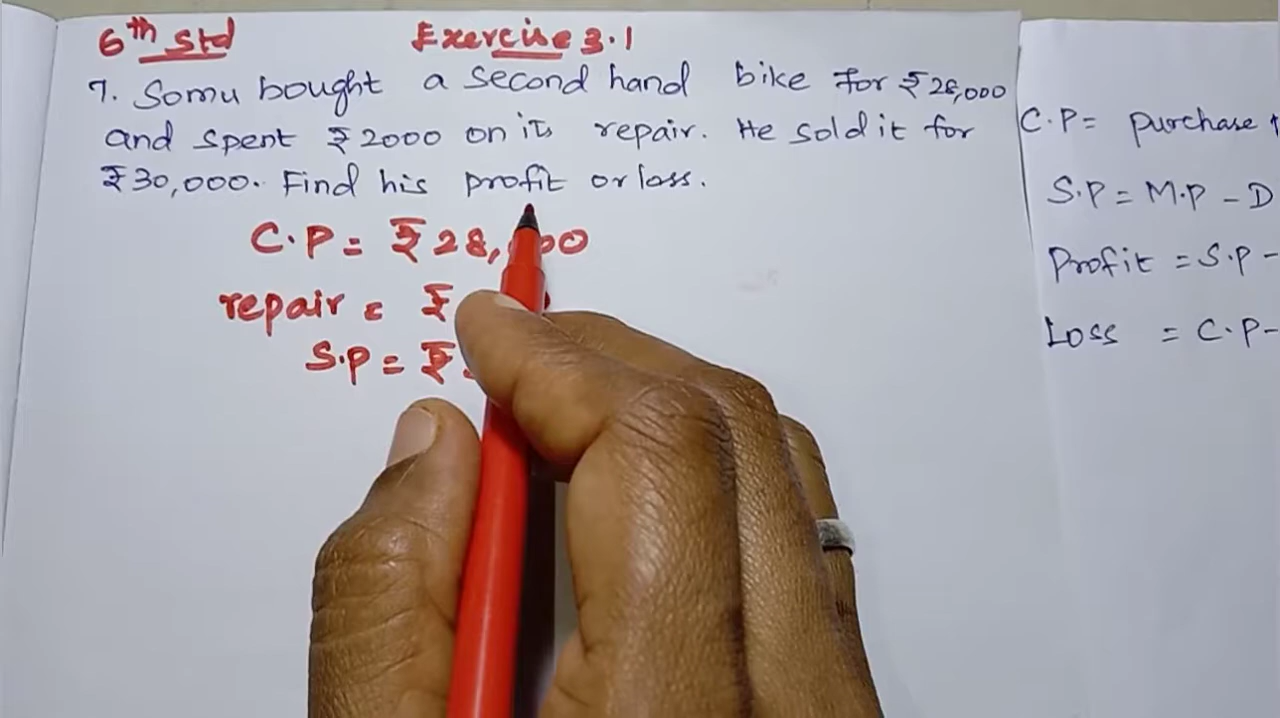 6th Std Exercise 3.1
7. Somu bought a second hand bike for ₹28,000
and spent ₹2000 on its repair. He sold it for
₹30,000. Find his profit or loss.
C.P = ₹28,
repair = ₹
S.P = ₹
C.P = purchase
S.P = M.P - D
Profit = S.P -
Loss = C.P -